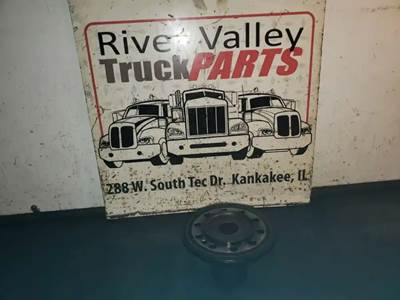 River Valley
TruckPARTS
288 W. South Tec Dr. Kankakee, IL